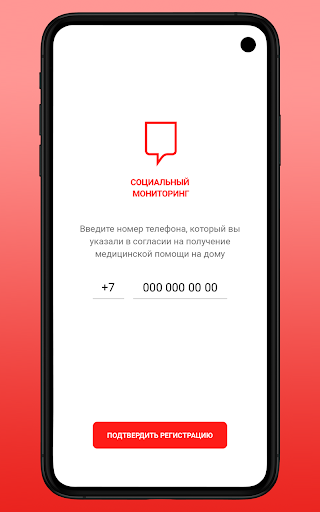 СОЦИАЛЬНЫЙ
МОНИТОРИНГ
Введите номер телефона, который вы
указали в согласии на получение
медицинской помощи на дому
+7 000 000 00 00
ПОДТВЕРДИТЬ РЕГИСТРАЦИЮ